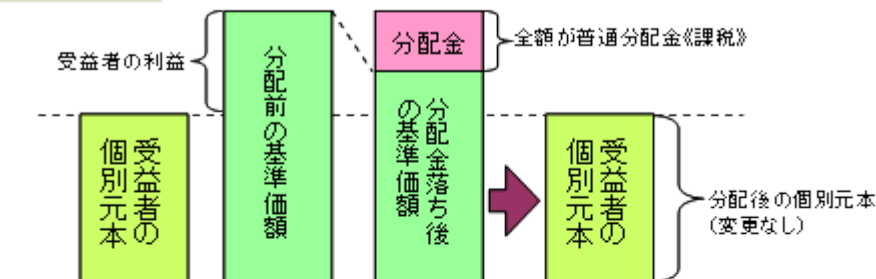 受益者の利益
分配前の基準価額
分配金
全額が普通分配金《課税》
受益者の
個別元本
分配金落ち後
の基準価額
受益者の
個別元本
分配後の個別元本
（変更なし）